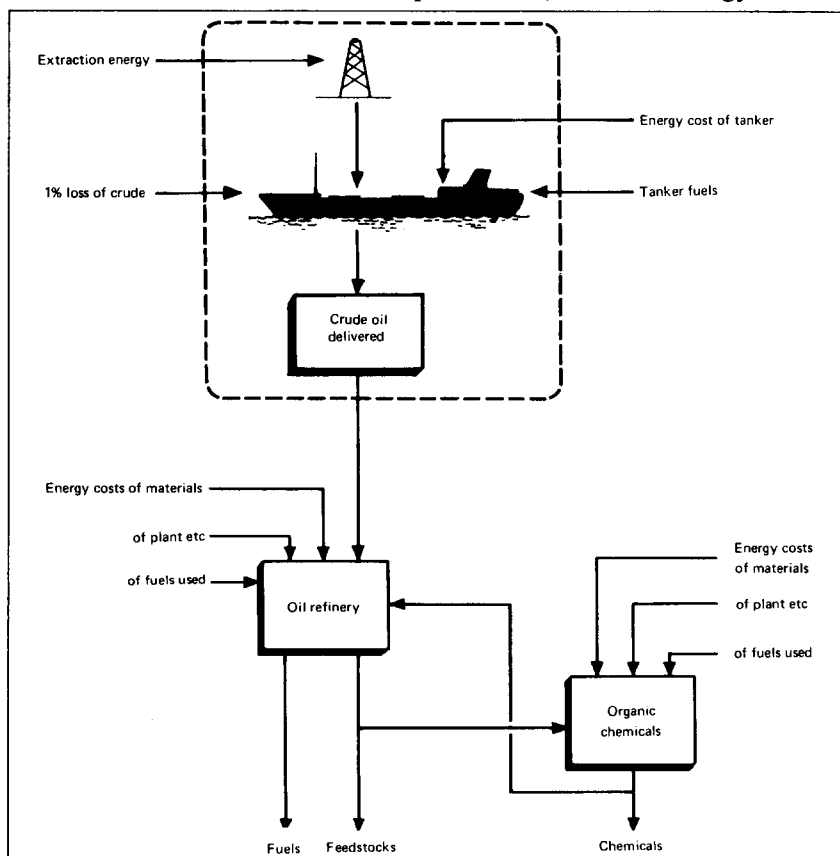 Extraction energy
Energy cost of tanker
1% loss of crude
Tanker fuels
Crude oil
delivered
Energy costs of materials
of plant etc
of fuels used
Oil refinery
Energy costs
of materials
of plant etc
of fuels used
Organic
chemicals
Fuels
Feedstocks
Chemicals